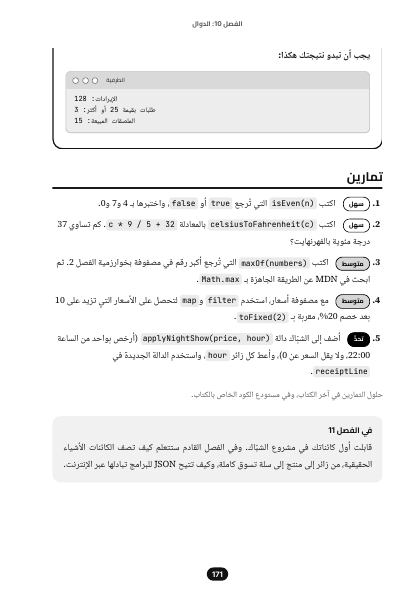 الفصل 10: الدوال
يجب أن تبدو نتيجتك هكذا:
الطرفية
الإيرادات: 128
طلبات بقيمة 25 أو أكثر: 3
الملصقات المبيعة: 15
تمارين
1. سهل اكتب isEven(n) التي تُرجع true أو false، واختبرها بـ 4 و7 و0.
2. سهل اكتب celsiusToFahrenheit(c) بالمعادلة c * 9 / 5 + 32. كم تساوي 37
درجة مئوية بالفهرنهايت؟
3. متوسط اكتب maxOf(numbers) التي تُرجع أكبر رقم في مصفوفة بخوارزمية الفصل 2. ثم
ابحث في MDN عن الطريقة الجاهزة بـ Math.max.
4. متوسط مع مصفوفة أسعار، استخدم filter و map لتحصل على الأسعار التي تزيد على 10
بعد خصم 20%، مقربة بـ toFixed(2).
5. تحدٍّ أضف إلى الشبّاك دالة applyNightShow(price, hour) (أرخص بواحد من الساعة
22:00، ولا يقل السعر عن 0)، وأعط كل زائر hour، واستخدم الدالة الجديدة في
receiptLine.
حلول التمارين في آخر الكتاب، وفي مستودع الكود الخاص بالكتاب.
في الفصل 11
قابلت أول كائناتك في مشروع الشبّاك. وفي الفصل القادم ستتعلم كيف تصف الكائنات الأشياء
الحقيقية، من زائر إلى منتج إلى سلة تسوق كاملة، وكيف تتيح JSON للبرامج تبادلها عبر الإنترنت.
171